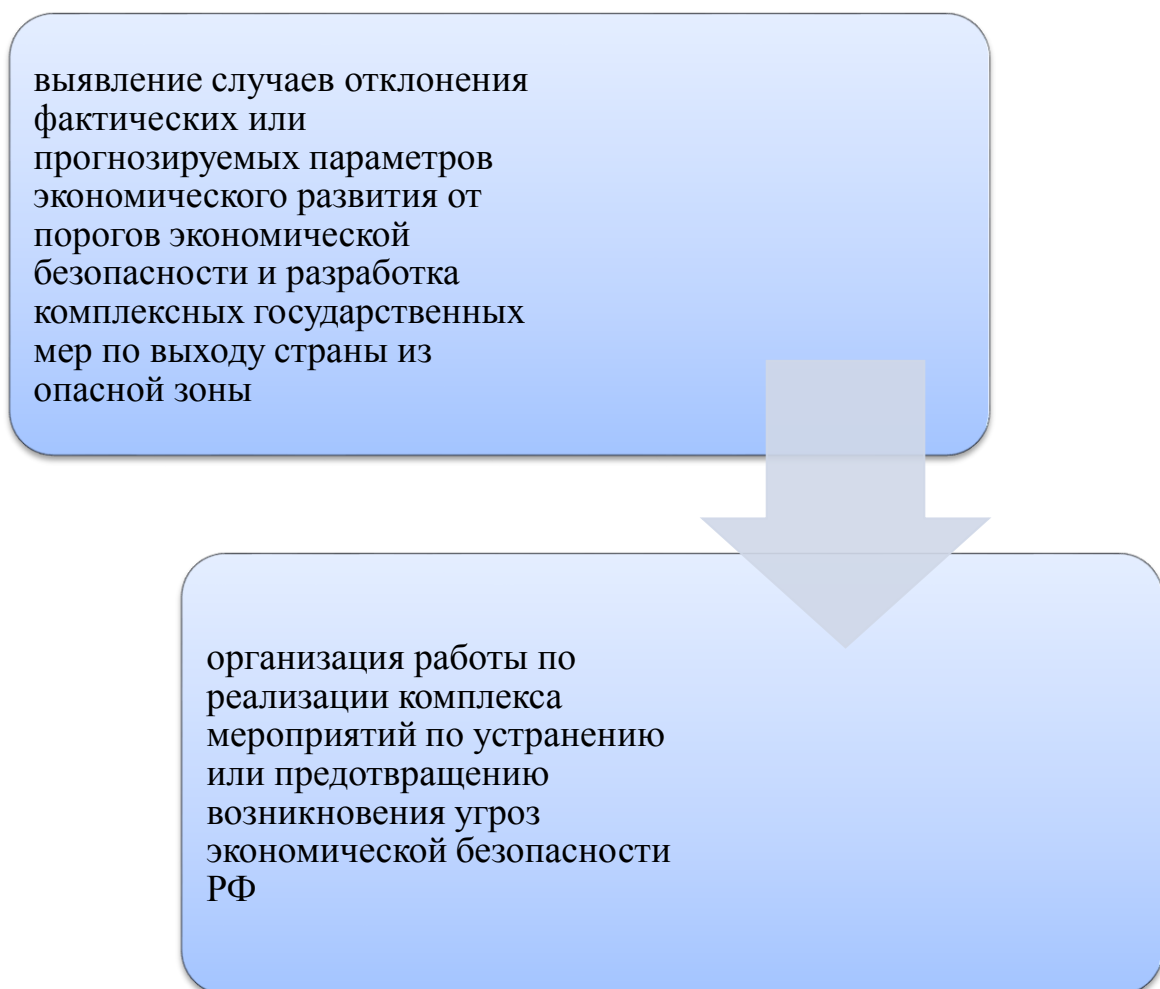 выявление случаев отклонения
фактических или
прогнозируемых параметров
экономического развития от
порогов экономической
безопасности и разработка
комплексных государственных
мер по выходу страны из
опасной зоны
организация работы по
реализации комплекса
мероприятий по устранению
или предотвращению
возникновения угроз
экономической безопасности
РФ